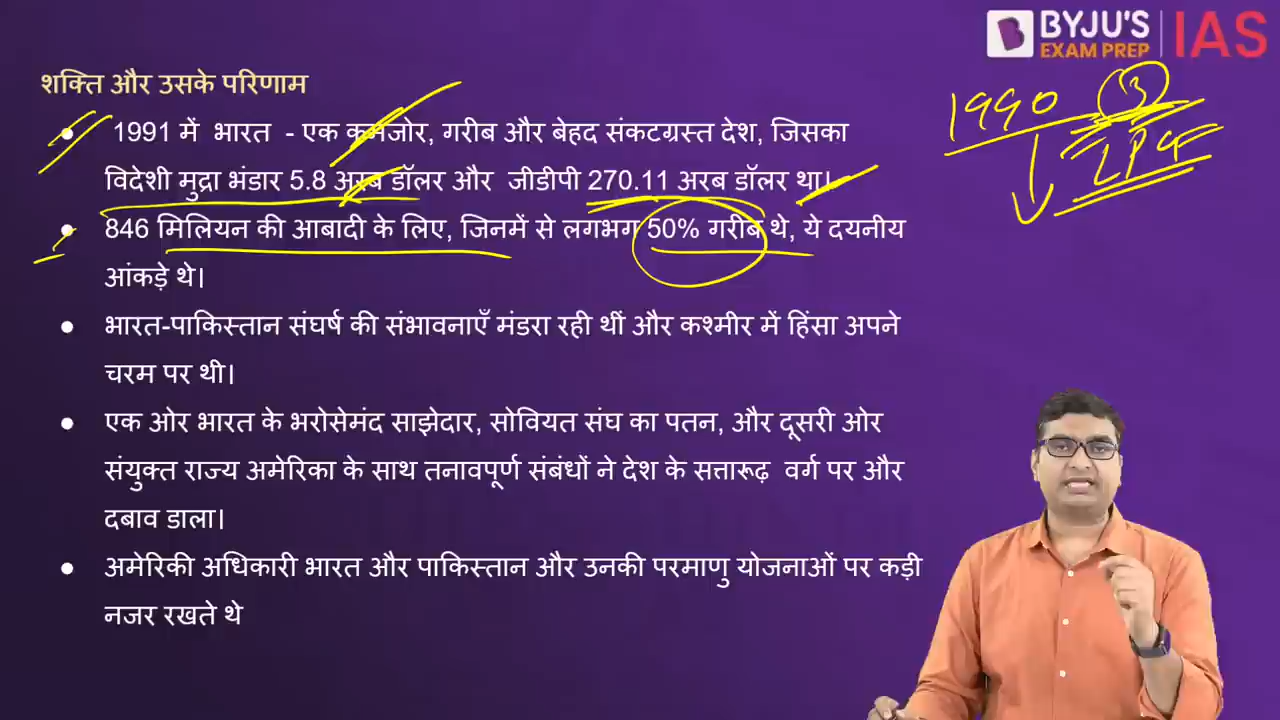 BYJU'S
EXAM PREP
IAS
1990
3
LPG
शक्ति और उसके परिणाम
1991 में भारत - एक कमजोर, गरीब और बेहद संकटग्रस्त देश, जिसका
विदेशी मुद्रा भंडार 5.8 अरब डॉलर और जीडीपी 270.11 अरब डॉलर था।
846 मिलियन की आबादी के लिए, जिनमें से लगभग 50% गरीब थे, ये दयनीय
आंकड़े थे।
भारत-पाकिस्तान संघर्ष की संभावनाएँ मंडरा रही थीं और कश्मीर में हिंसा अपने
चरम पर थी।
एक ओर भारत के भरोसेमंद साझेदार, सोवियत संघ का पतन, और दूसरी ओर
संयुक्त राज्य अमेरिका के साथ तनावपूर्ण संबंधों ने देश के सत्तारूढ़ वर्ग पर और
दबाव डाला।
अमेरिकी अधिकारी भारत और पाकिस्तान और उनकी परमाणु योजनाओं पर कड़ी
नजर रखते थे